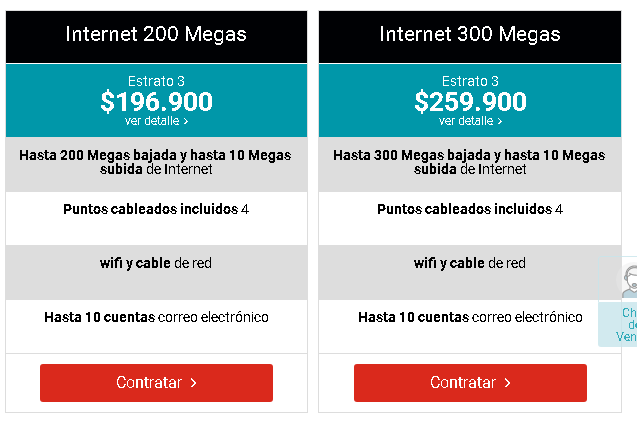 Internet 200 Megas
Estrato 3
$196.900
ver detalle >
Hasta 200 Megas bajada y hasta 10 Megas
subida de Internet
Puntos cableados incluidos 4
wifi y cable de red
Hasta 10 cuentas correo electrónico
Contratar >
Internet 300 Megas
Estrato 3
$259.900
ver detalle >
Hasta 300 Megas bajada y hasta 10 Megas
subida de Internet
Puntos cableados incluidos 4
wifi y cable de red
Hasta 10 cuentas correo electrónico
Contratar >